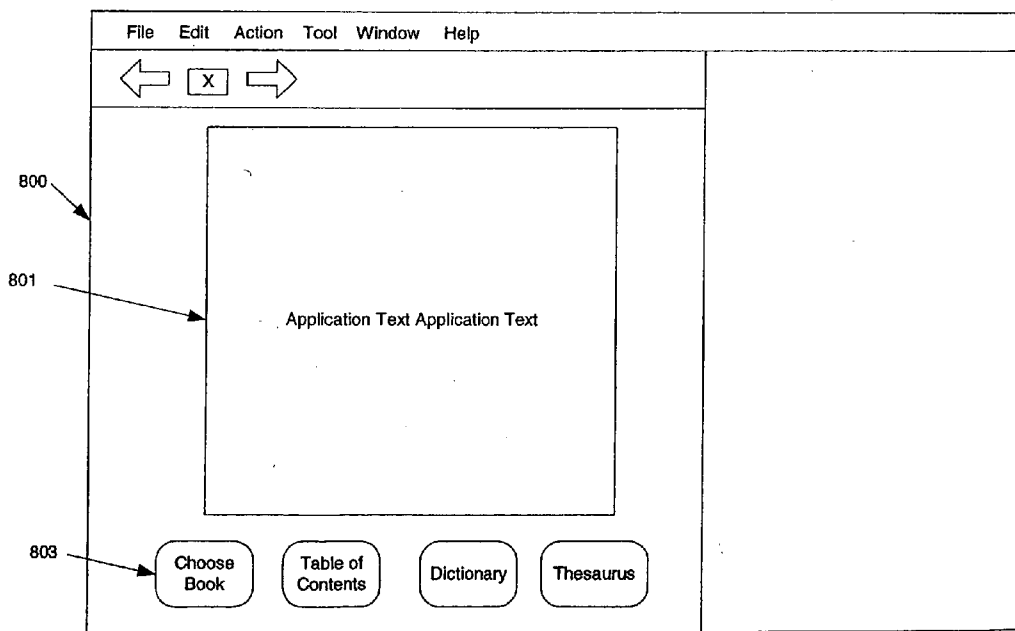 File Edit Action Tool Window Help
X
800
801
Application Text Application Text
803
Choose
Book
Table of
Contents
Dictionary
Thesaurus